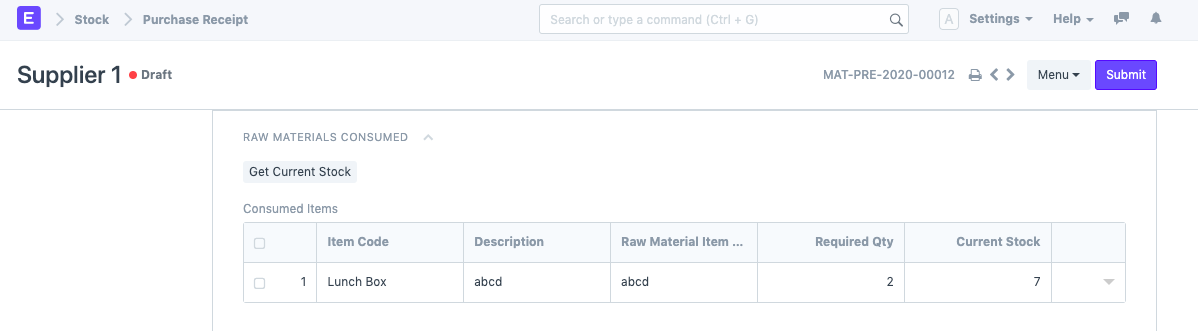 E Stock Purchase Receipt Search or type a command (Ctrl + G) A Settings Help
Supplier 1 Draft MAT-PRE-2020-00012 Menu Submit
RAW MATERIALS CONSUMED
Get Current Stock
Consumed Items
Item Code Description Raw Material Item ... Required Qty Current Stock
1 Lunch Box abcd abcd 2 7